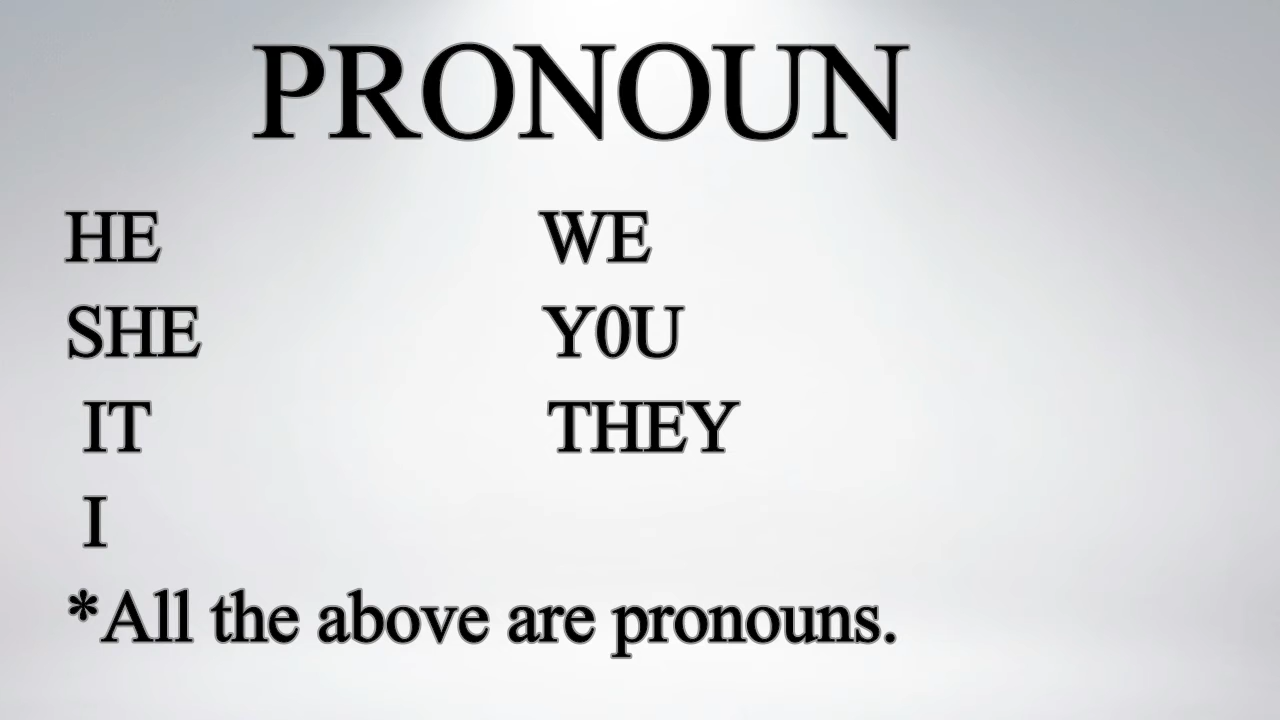 PRONOUN
HE WE
SHE Y0U
IT THEY
I
*All the above are pronouns.